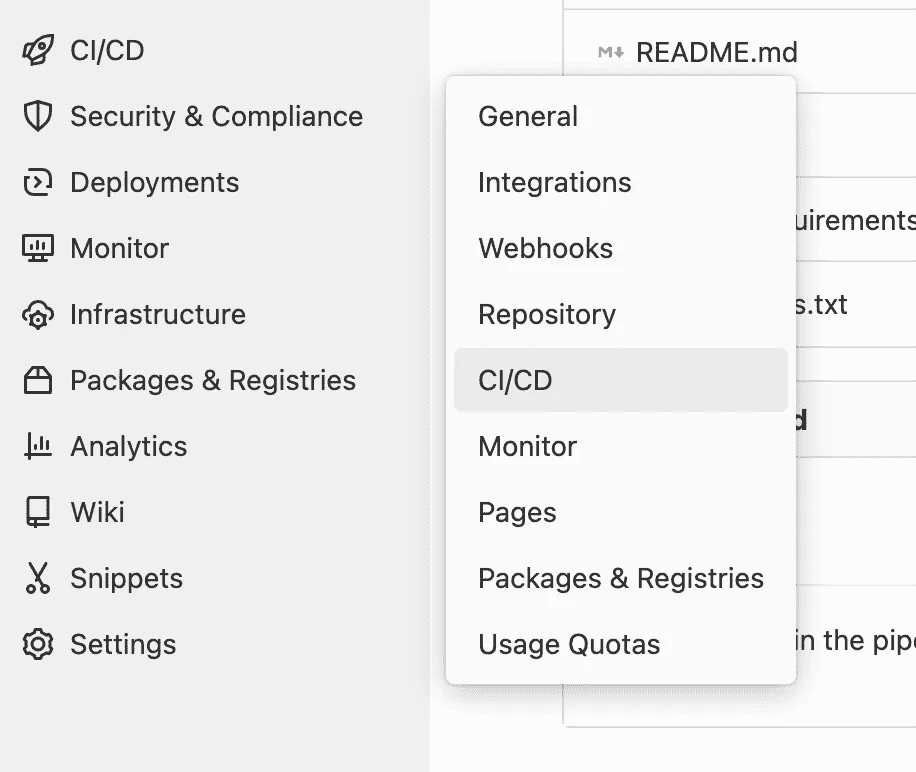 CI/CD
Security & Compliance
Deployments
Monitor
Infrastructure
Packages & Registries
Analytics
Wiki
Snippets
Settings
General
Integrations
Webhooks
Repository
CI/CD
Monitor
Pages
Packages & Registries
Usage Quotas
README.md
uirements
s.txt
d
in the pip